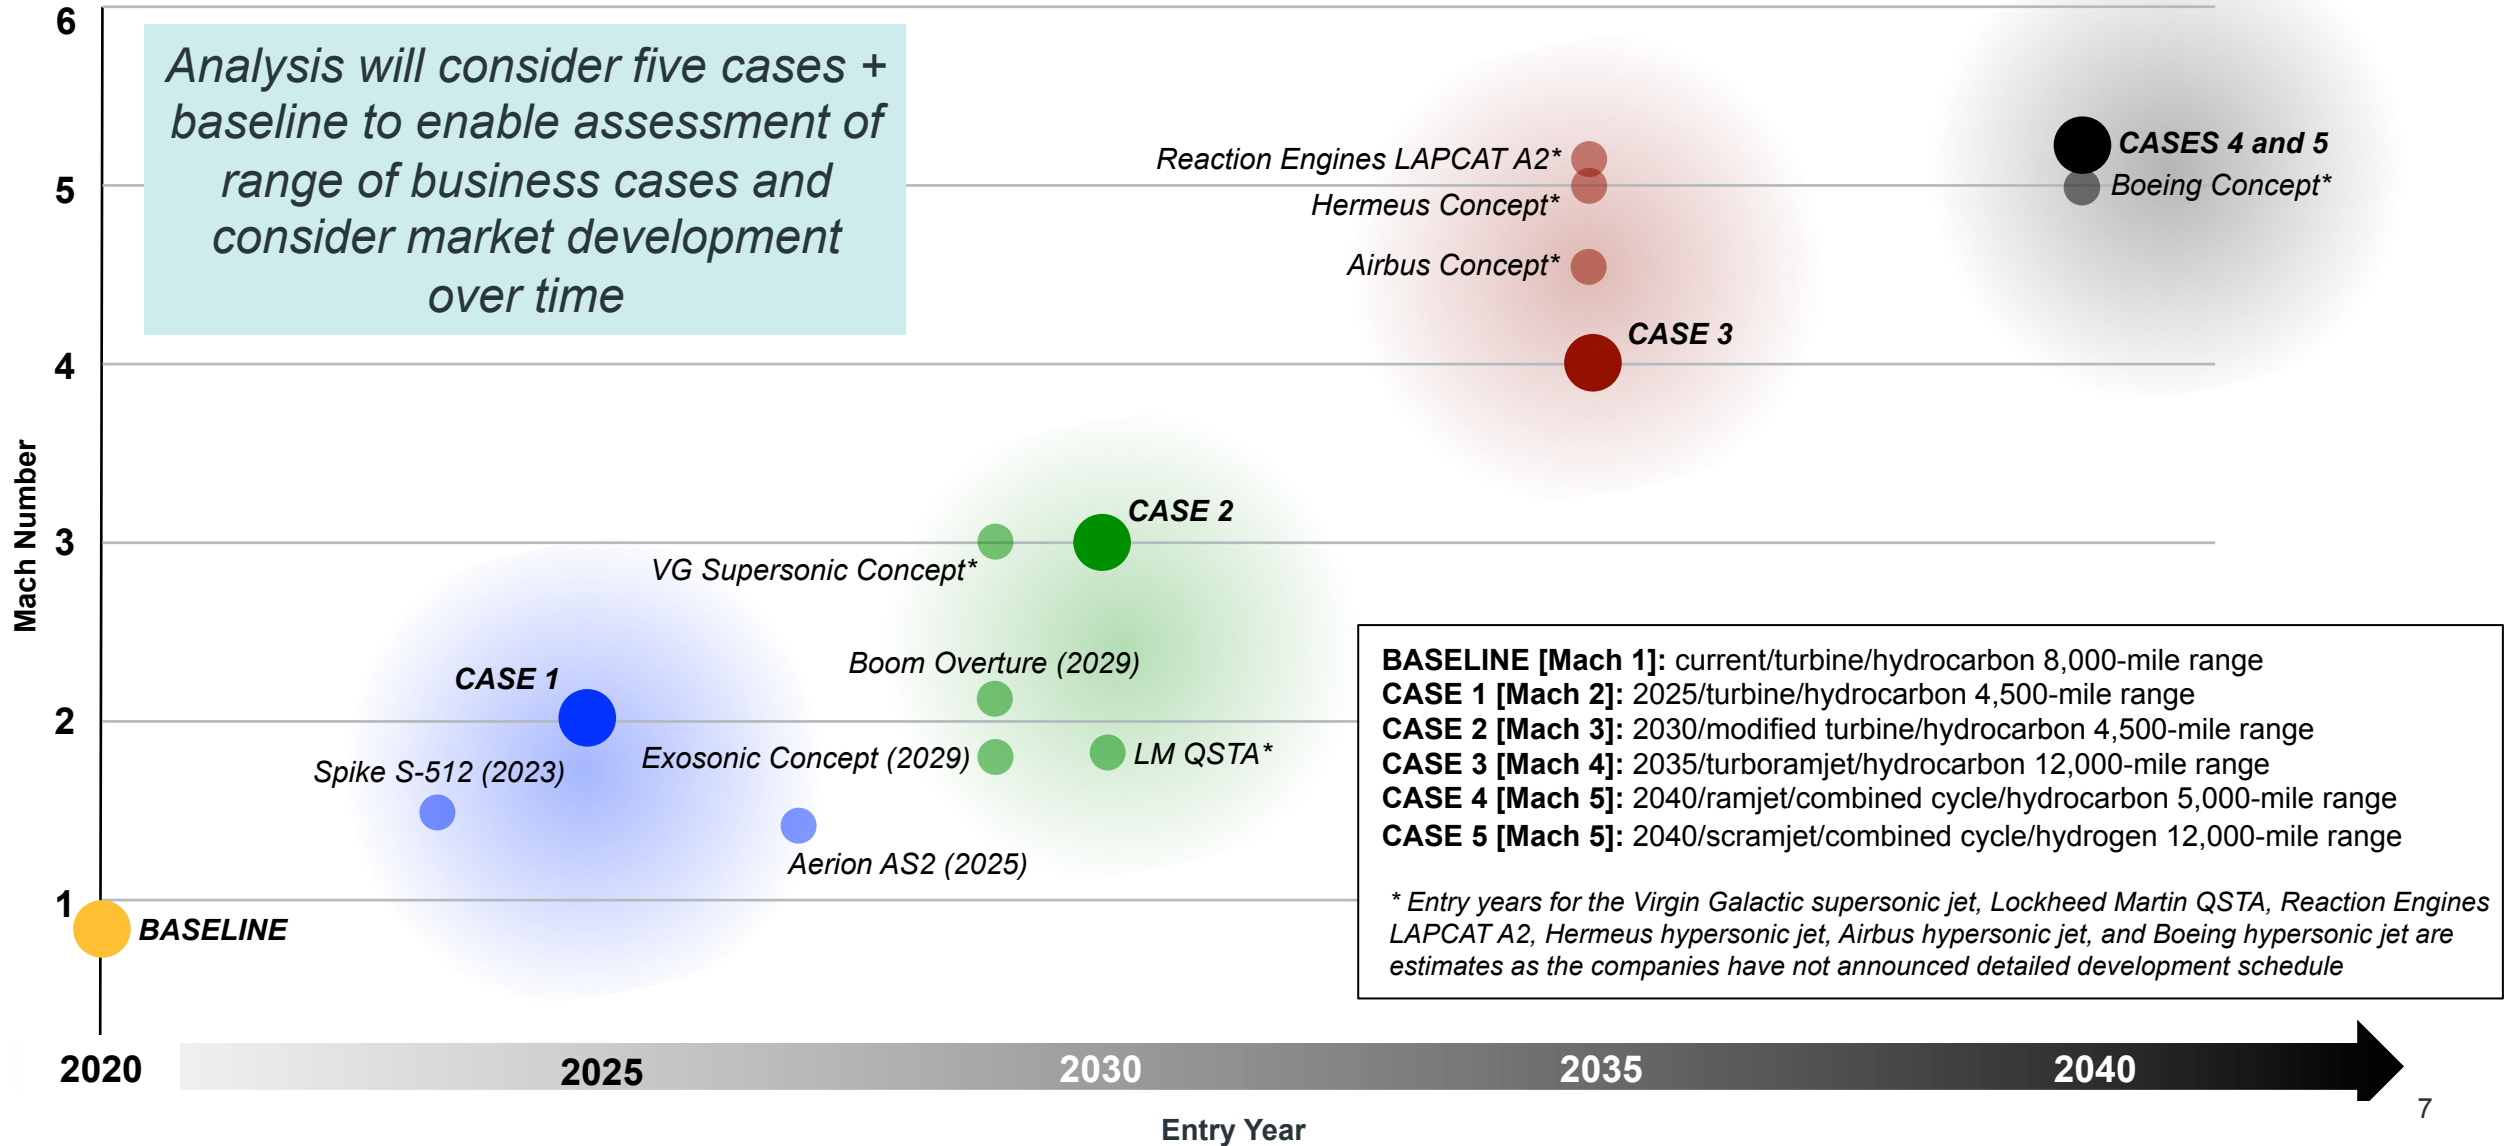 6
Analysis will consider five cases +
baseline to enable assessment of
range of business cases and
consider market development
over time
Reaction Engines LAPCAT A2*
CASES 4 and 5
5
Boeing Concept*
Hermeus Concept*
Airbus Concept*
CASE 3
4
Mach Number
CASE 2
3
VG Supersonic Concept*
Boom Overture (2029)
CASE 1
2
Exosonic Concept (2029)
LM QSTA*
Spike S-512 (2023)
Aerion AS2 (2025)
1
BASELINE
BASELINE [Mach 1]: current/turbine/hydrocarbon 8,000-mile range
CASE 1 [Mach 2]: 2025/turbine/hydrocarbon 4,500-mile range
CASE 2 [Mach 3]: 2030/modified turbine/hydrocarbon 4,500-mile range
CASE 3 [Mach 4]: 2035/turboramjet/hydrocarbon 12,000-mile range
CASE 4 [Mach 5]: 2040/ramjet/combined cycle/hydrocarbon 5,000-mile range
CASE 5 [Mach 5]: 2040/scramjet/combined cycle/hydrogen 12,000-mile range
* Entry years for the Virgin Galactic supersonic jet, Lockheed Martin QSTA, Reaction Engines
LAPCAT A2, Hermeus hypersonic jet, Airbus hypersonic jet, and Boeing hypersonic jet are
estimates as the companies have not announced detailed development schedule
2020
2025
2030
2035
2040
Entry Year
7